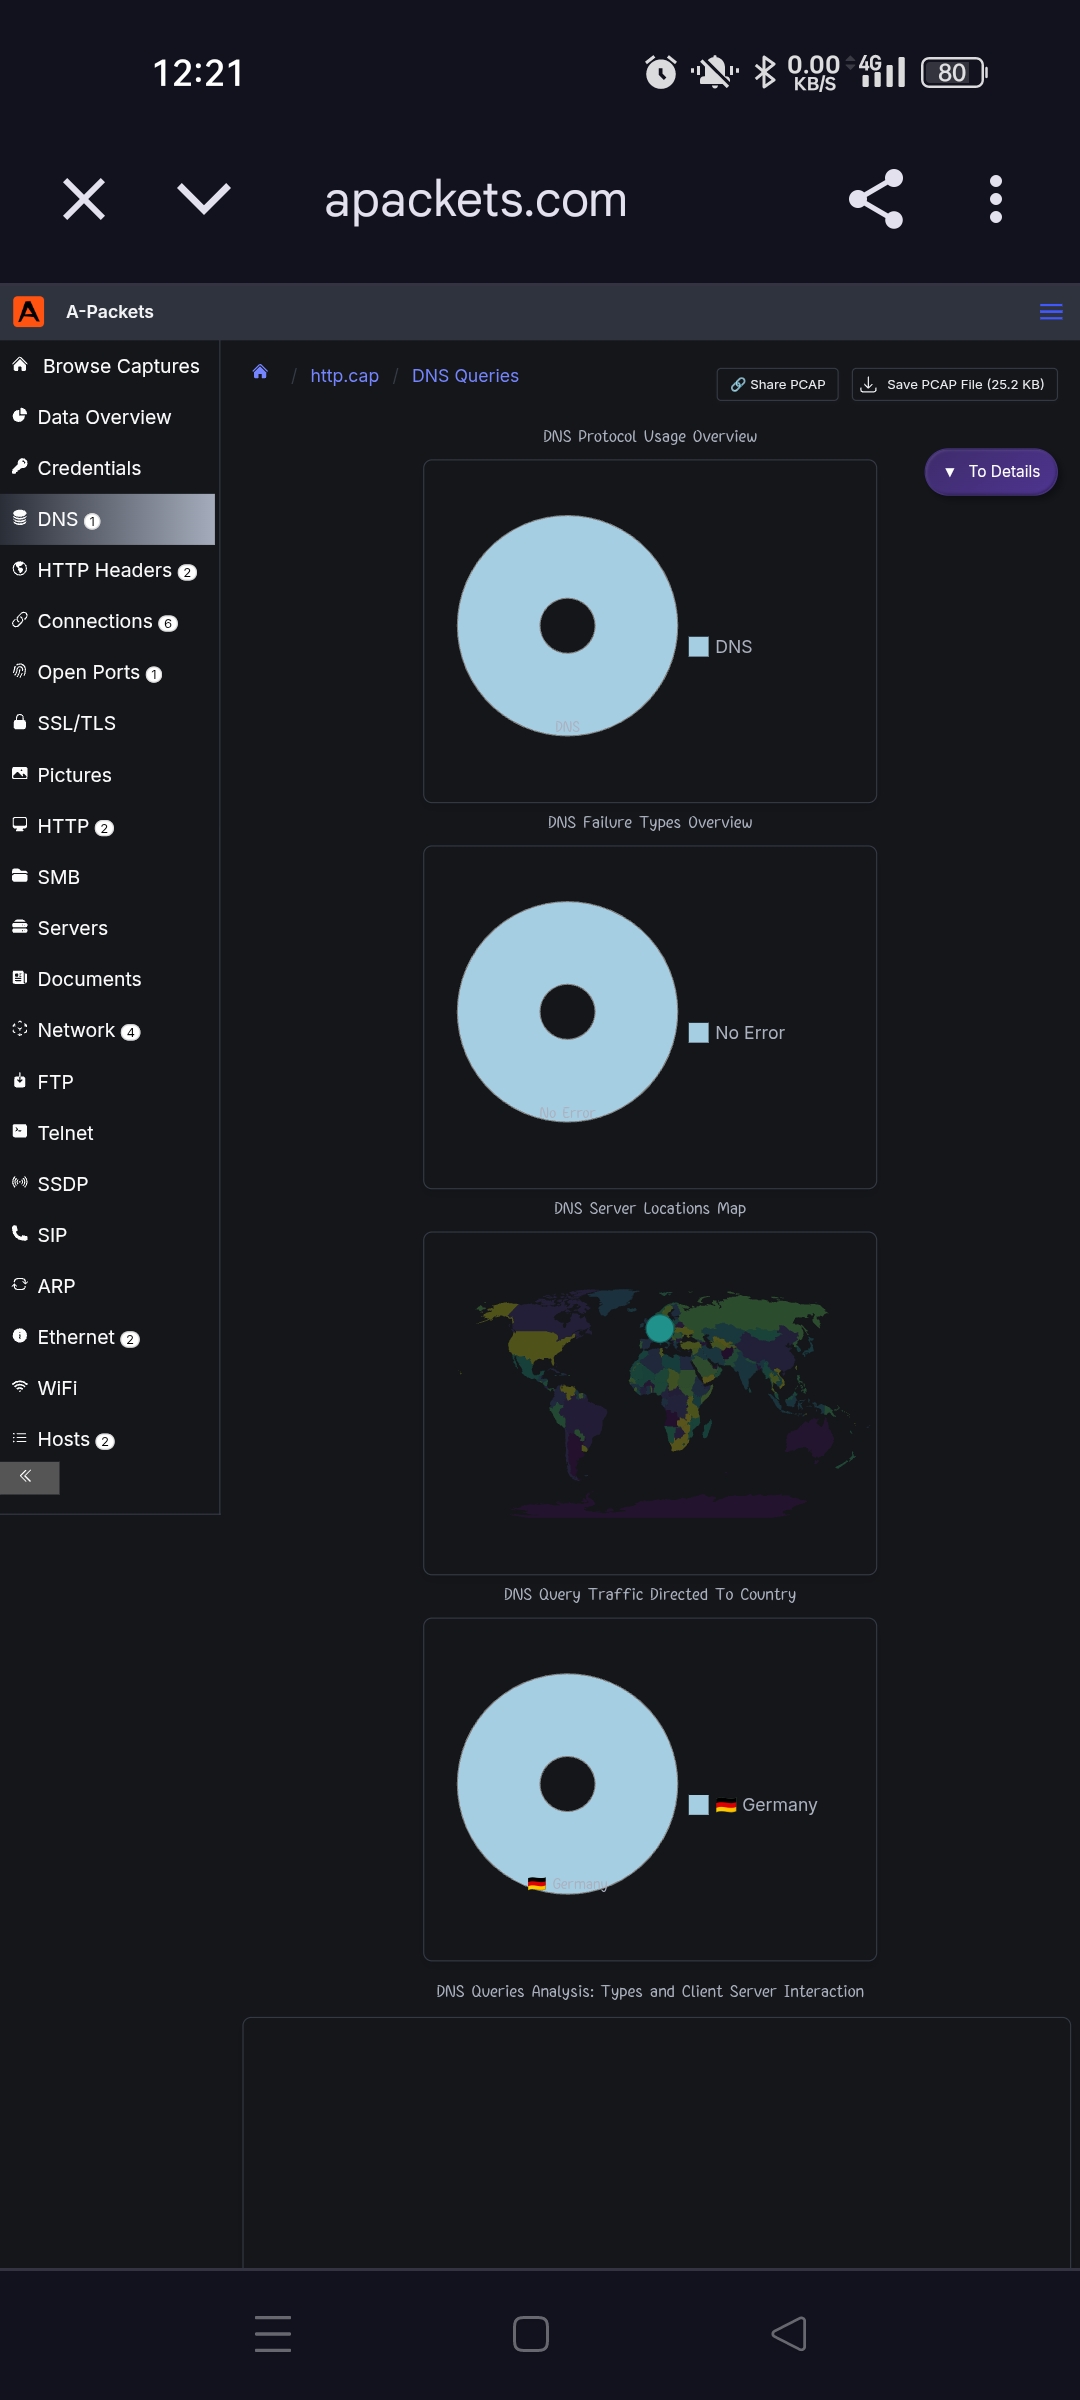 12:21
0.00 KB/S
4G
80
apackets.com
A
A-Packets
Browse Captures
Data Overview
Credentials
DNS 1
HTTP Headers 2
Connections 6
Open Ports 1
SSL/TLS
Pictures
HTTP 2
SMB
Servers
Documents
Network 4
FTP
Telnet
SSDP
SIP
ARP
Ethernet 2
WiFi
Hosts 2
/ http.cap / DNS Queries
Share PCAP
Save PCAP File (25.2 KB)
DNS Protocol Usage Overview
▼ To Details
DNS
DNS
DNS Failure Types Overview
No Error
No Error
DNS Server Locations Map
DNS Query Traffic Directed To Country
Germany
Germany
DNS Queries Analysis: Types and Client Server Interaction